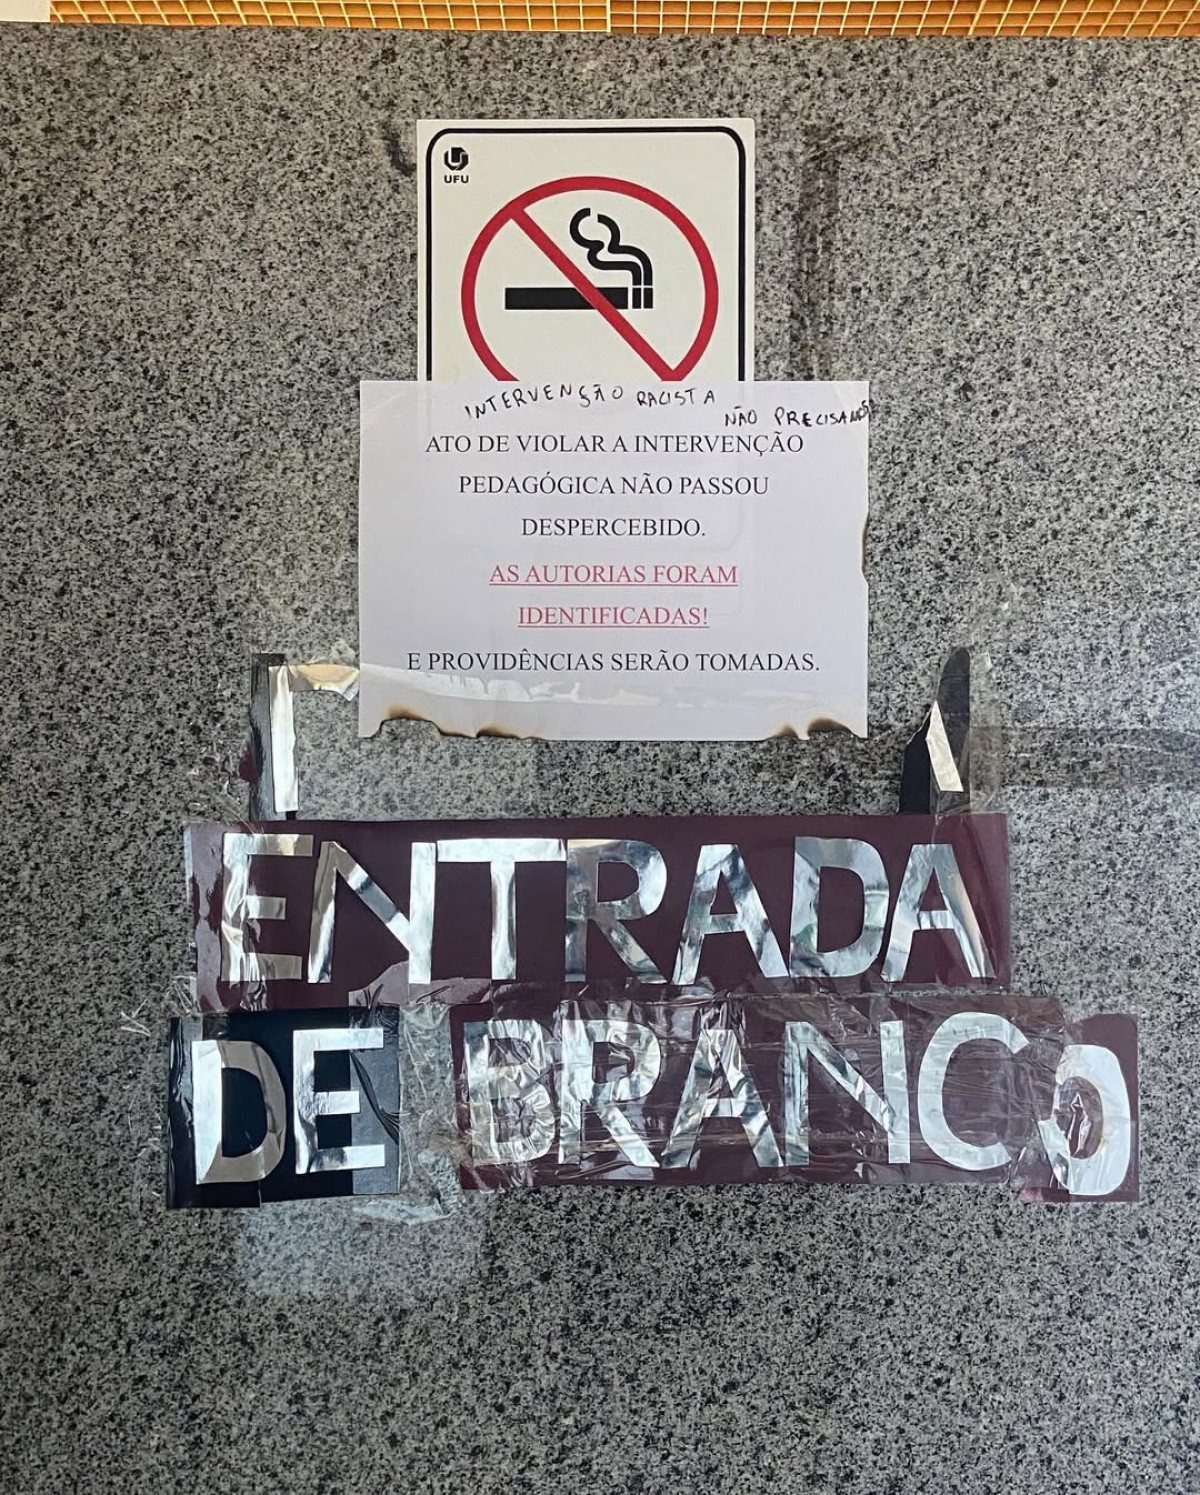 UFU
INTERVENÇÃO RACISTA
NÃO PRECISAMOS
ATO DE VIOLAR A INTERVENÇÃO
PEDAGÓGICA NÃO PASSOU
DESPERCEBIDO.
AS AUTORIAS FORAM
IDENTIFICADAS!
E PROVIDÊNCIAS SERÃO TOMADAS.
ENTRADA
DE BRANCO